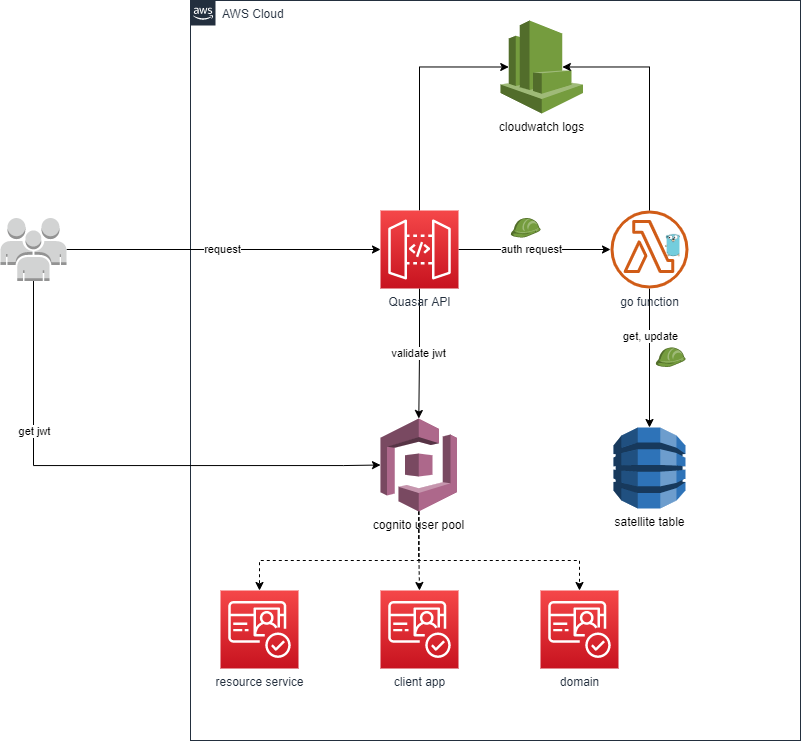 aws
AWS Cloud
cloudwatch logs
request
auth request
Quasar API
go function
validate jwt
get, update
get jwt
cognito user pool
satellite table
resource service
client app
domain